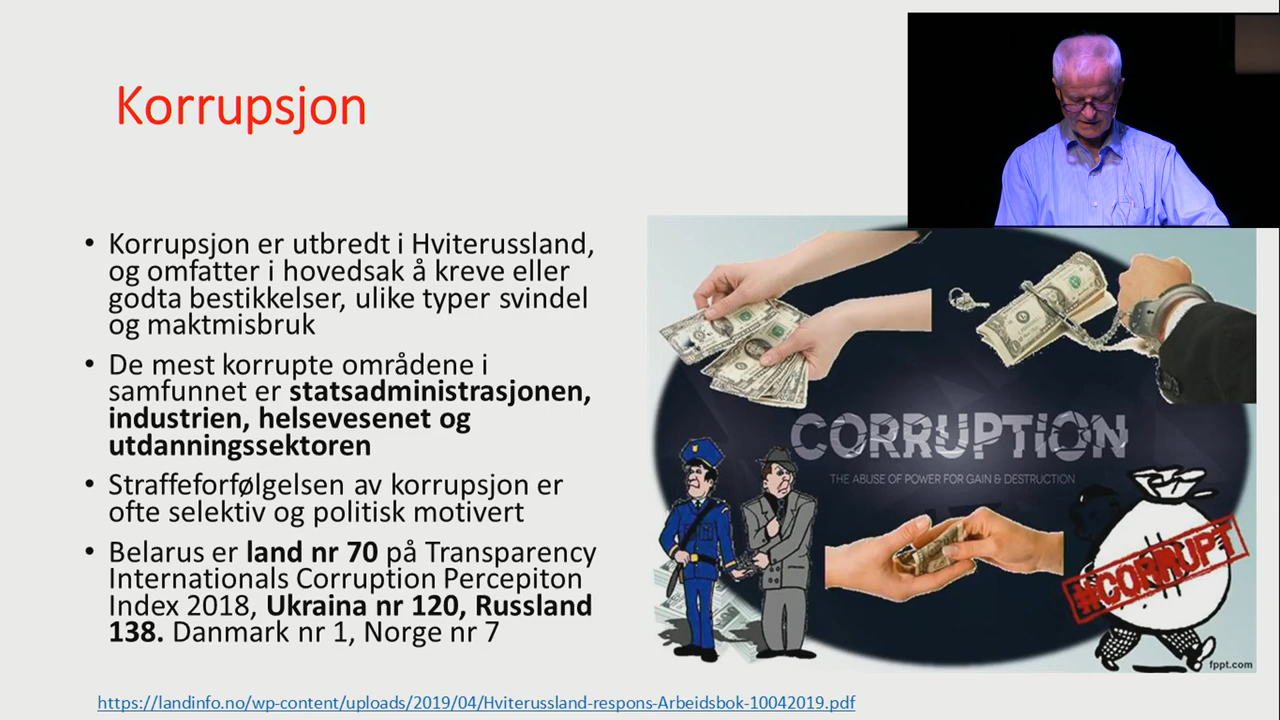 Korrupsjon
• Korrupsjon er utbredt i Hviterussland,
og omfatter i hovedsak å kreve eller
godta bestikkelser, ulike typer svindel
og maktmisbruk
• De mest korrupte områdene i
samfunnet er statsadministrasjonen,
industrien, helsevesenet og
utdanningssektoren
• Straffeforfølgelsen av korrupsjon er
ofte selektiv og politisk motivert
• Belarus er land nr 70 på Transparency
Internationals Corruption Percepiton
Index 2018, Ukraina nr 120, Russland
138. Danmark nr 1, Norge nr 7
CORRUPTION
THE ABUSE OF POWER FOR GAIN & DESTRUCTION
#CORRUPT
fppt.com
https://landinfo.no/wp-content/uploads/2019/04/Hviterussland-respons-Arbeidsbok-10042019.pdf